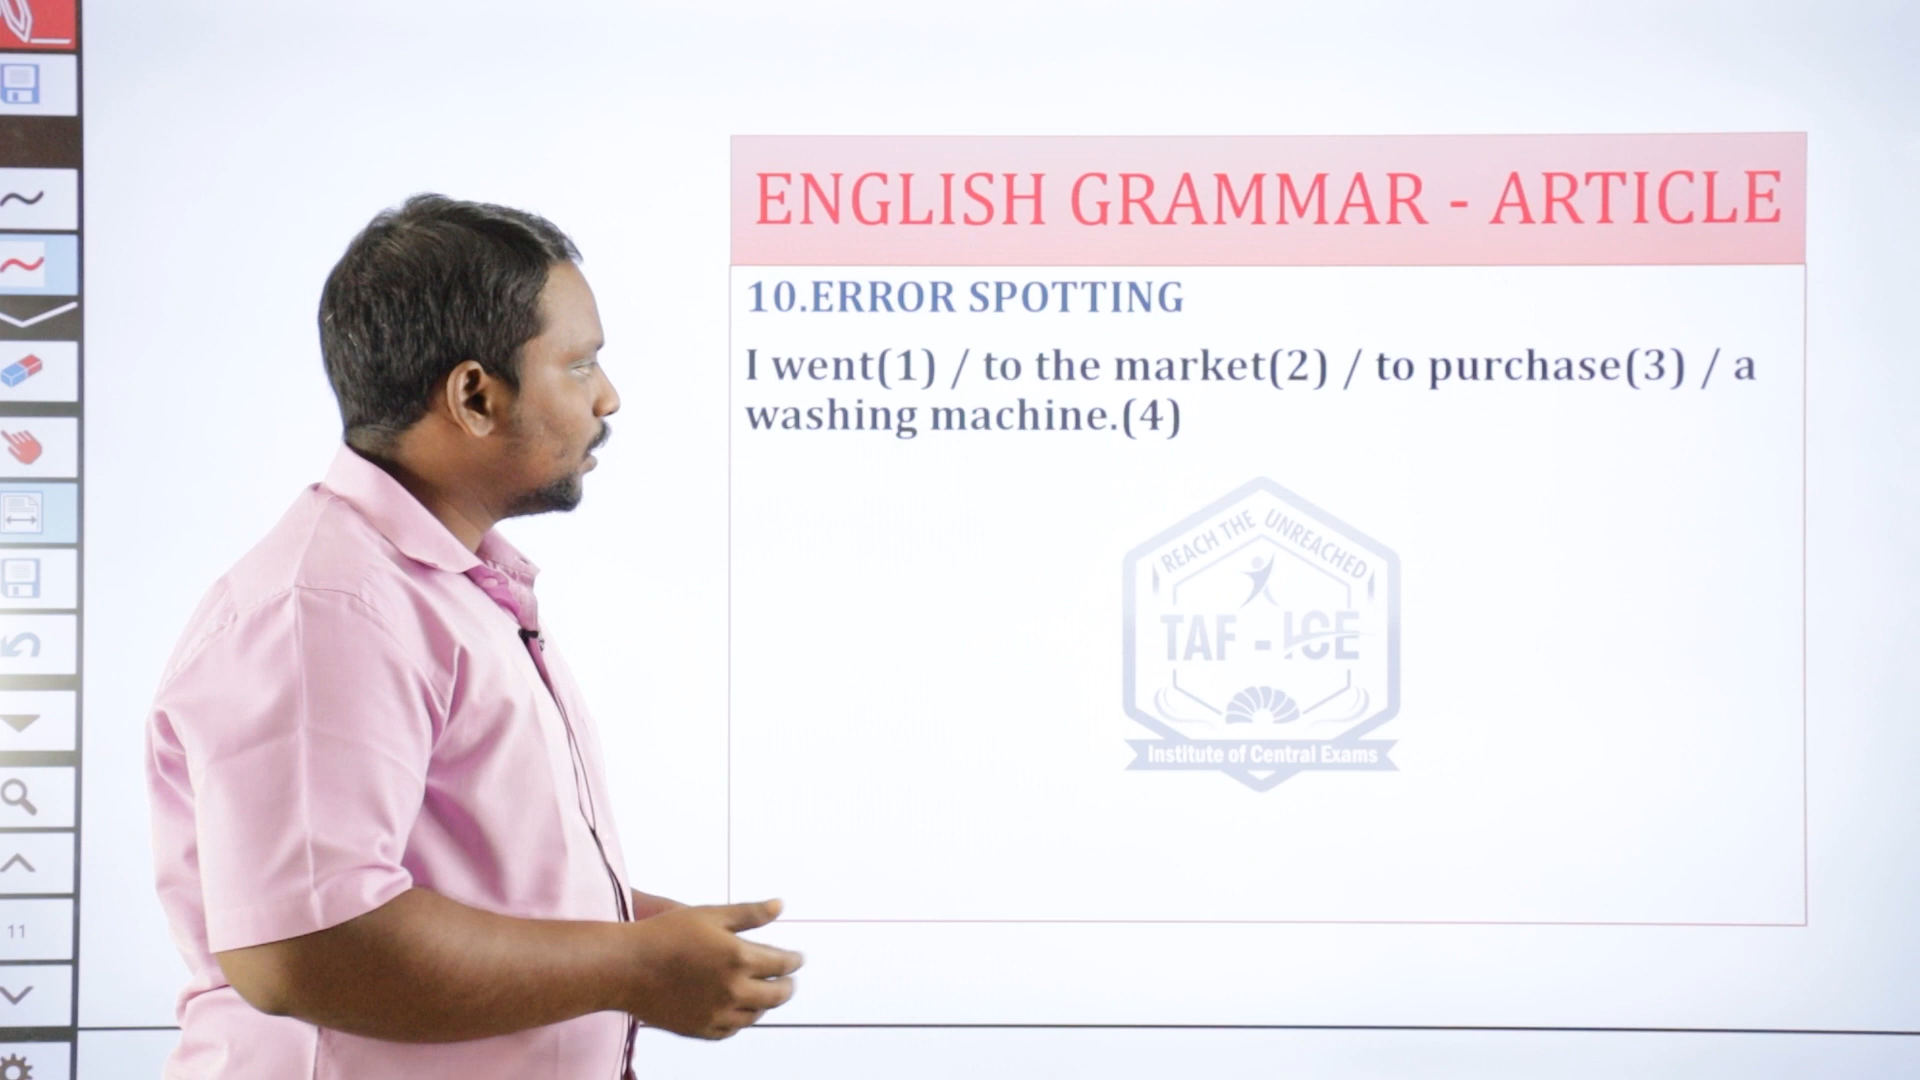 ENGLISH GRAMMAR - ARTICLE
10.ERROR SPOTTING
I went(1) / to the market(2) / to purchase(3) / a
washing machine.(4)
REACH THE UNREACHED
TAF - ICE
Institute of Central Exams
11